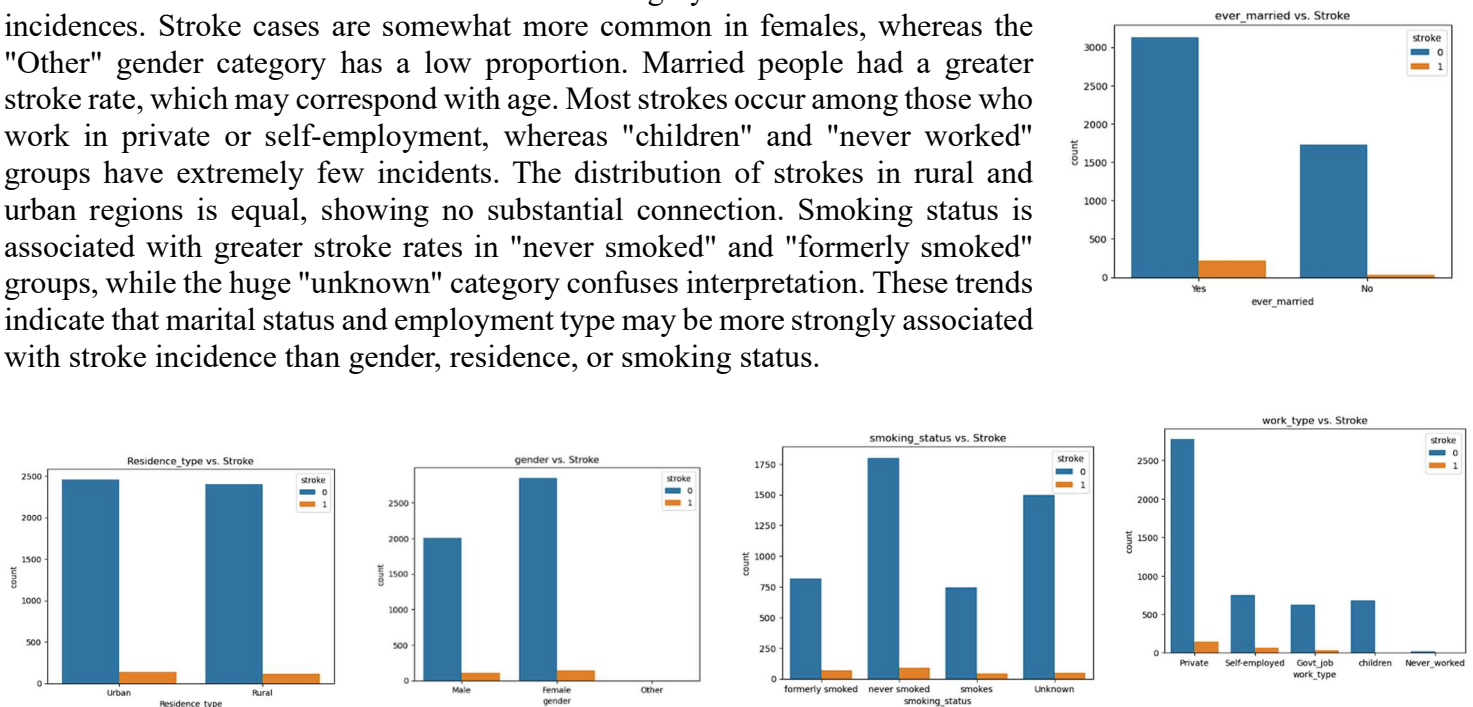 incidences. Stroke cases are somewhat more common in females, whereas the
"Other" gender category has a low proportion. Married people had a greater
stroke rate, which may correspond with age. Most strokes occur among those who
work in private or self-employment, whereas "children" and "never worked"
groups have extremely few incidents. The distribution of strokes in rural and
urban regions is equal, showing no substantial connection. Smoking status is
associated with greater stroke rates in "never smoked" and "formerly smoked"
groups, while the huge "unknown" category confuses interpretation. These trends
indicate that marital status and employment type may be more strongly associated
with stroke incidence than gender, residence, or smoking status.
ever_married vs. Stroke
stroke
0
1
3000
2500
2000
1500
1000
500
0
count
Yes No
ever_married
Residence_type vs. Stroke
stroke
0
1
2500
2000
1500
1000
500
0
count
Urban Rural
Residence_type
gender vs. Stroke
stroke
0
1
2500
2000
1500
1000
500
0
count
Male Female Other
gender
smoking_status vs. Stroke
stroke
0
1
1750
1500
1250
1000
750
500
250
0
count
formerly smoked never smoked smokes Unknown
smoking_status
work_type vs. Stroke
stroke
0
1
2500
2000
1500
1000
500
0
count
Private Self-employed Govt_job children Never_worked
work_type